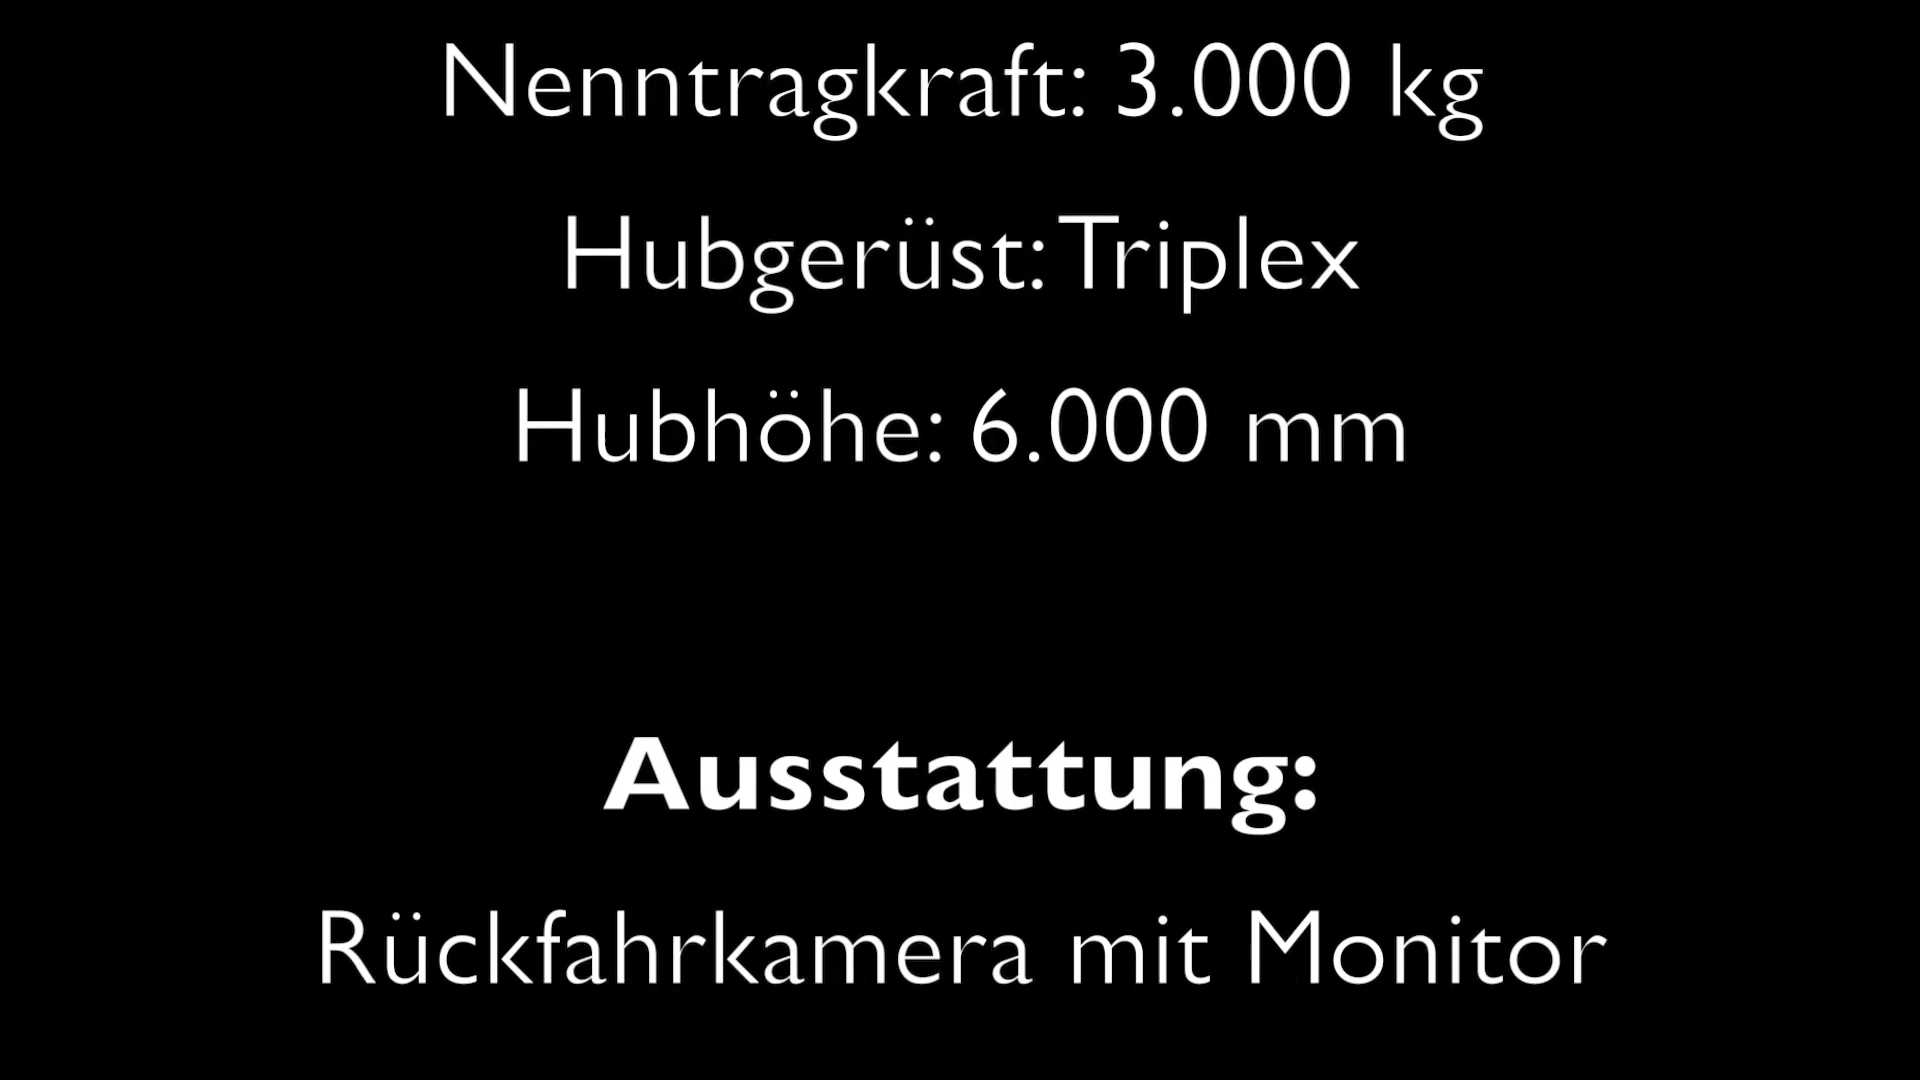 Nenntragkraft: 3.000 kg
Hubgerüst: Triplex
Hubhöhe: 6.000 mm
Ausstattung:
Rückfahrkamera mit Monitor